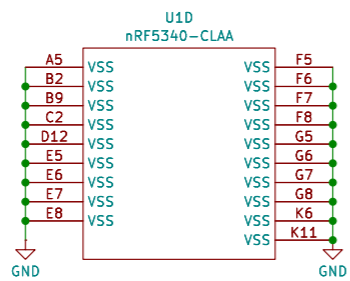 U1D
nRF5340-CLAA
A5 VSS VSS F5
B2 VSS VSS F6
B9 VSS VSS F7
C2 VSS VSS F8
D12 VSS VSS G5
E5 VSS VSS G6
E6 VSS VSS G7
E7 VSS VSS G8
E8 VSS VSS K6
VSS K11
GND GND